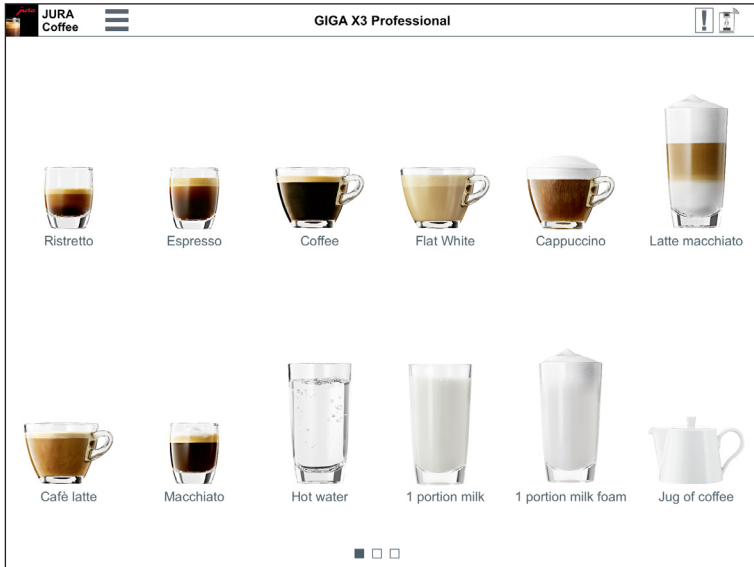 jura
JURA
Coffee
GIGA X3 Professional
Ristretto
Espresso
Coffee
Flat White
Cappuccino
Latte macchiato
Cafè latte
Macchiato
Hot water
1 portion milk
1 portion milk foam
Jug of coffee